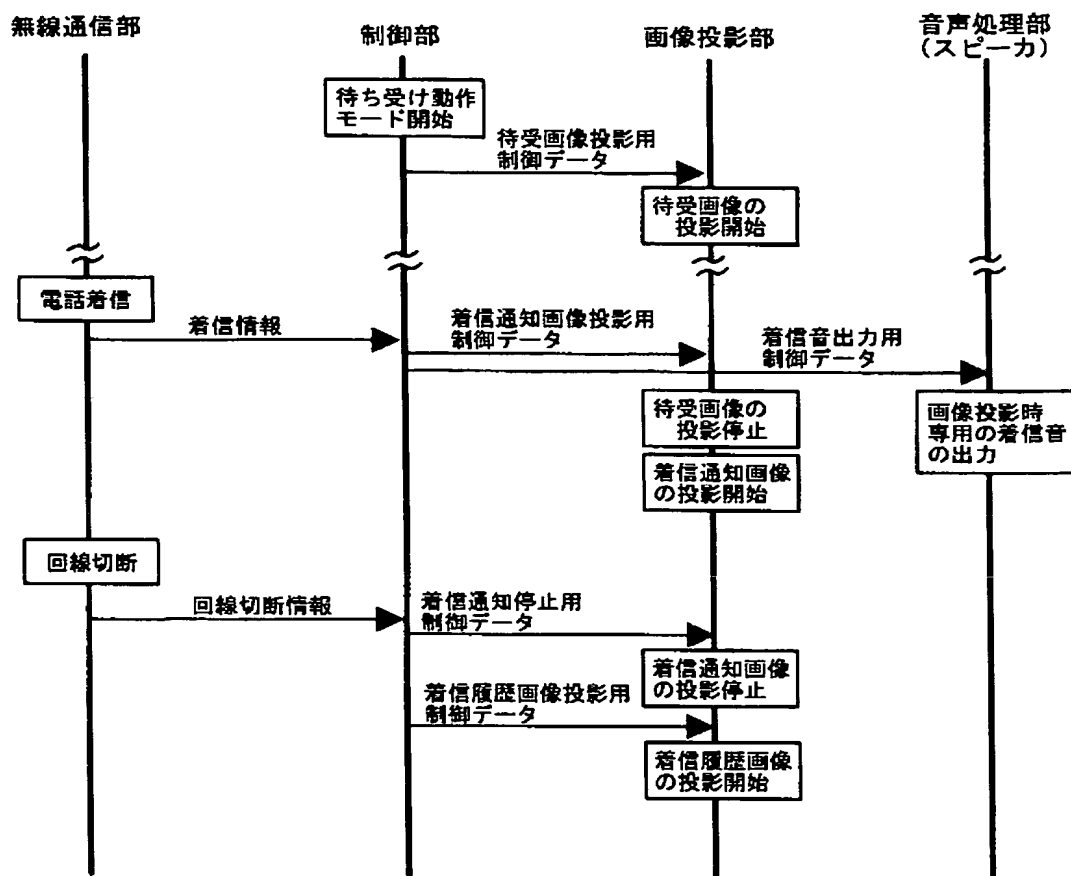 無線通信部
制御部
画像投影部
音声処理部
(スピーカ)
待ち受け動作
モード開始
待受画像投影用
制御データ
待受画像の
投影開始
電話着信
着信情報
着信通知画像投影用
制御データ
着信音出力用
制御データ
待受画像の
投影停止
画像投影時
専用の着信音
の出力
着信通知画像
の投影開始
回線切断
回線切断情報
着信通知停止用
制御データ
着信通知画像
の投影停止
着信履歴画像投影用
制御データ
着信履歴画像
の投影開始